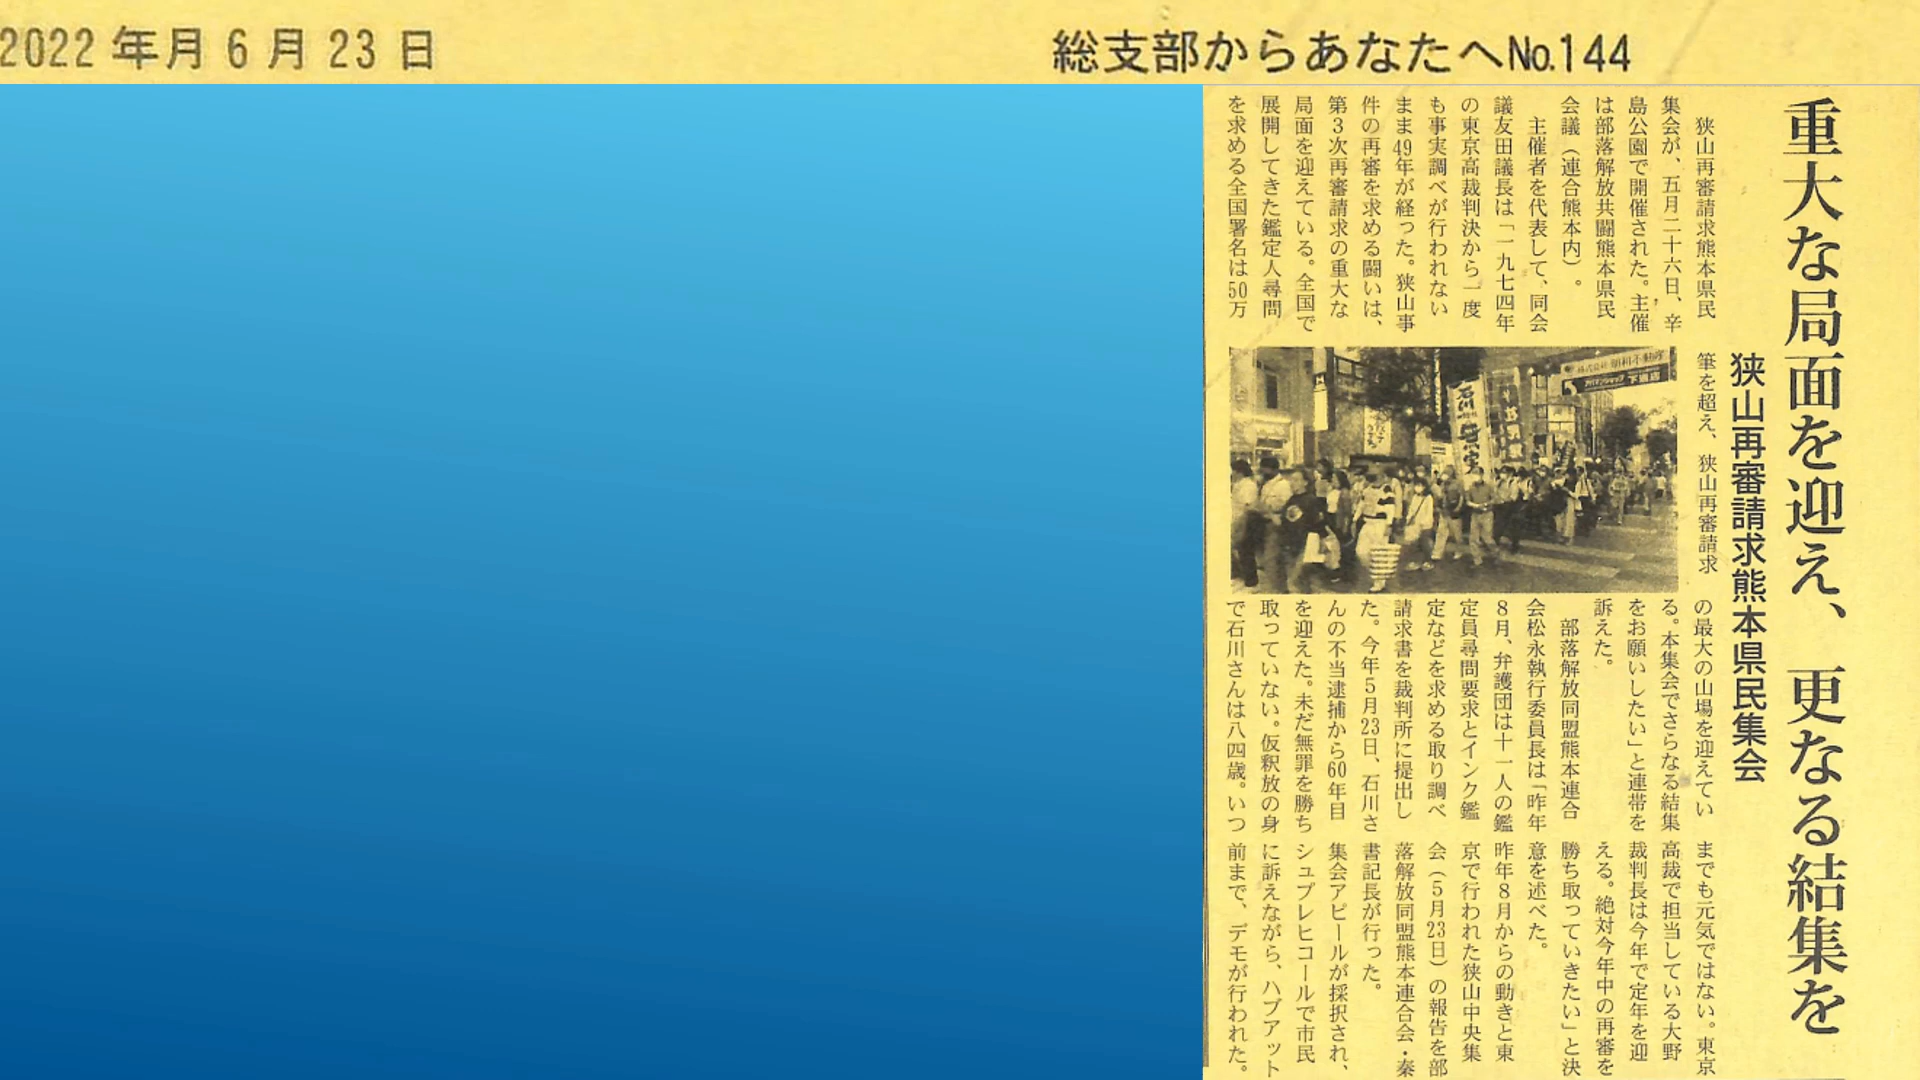 2022年月6月23日
総支部からあなたへNo.144
重大な局面を迎え、更なる結集を
狭山再審請求熊本県民集会
狭山再審請求熊本県民
集会が、五月二十六日、辛
島公園で開催された。主催
は部落解放共闘熊本県民
会議（連合熊本内）。
主催者を代表して、同会
議友田議長は「一九七四年
の東京高裁判決から一度
も事実調べが行われない
まま49年が経った。狭山事
件の再審を求める闘いは、
第3次再審請求の重大な
局面を迎えている。全国で
展開してきた鑑定人尋問
を求める全国署名は50万
筆を超え、狭山再審請求
の最大の山場を迎えてい
る。本集会でさらなる結集
をお願いしたい」と連帯を
訴えた。
部落解放同盟熊本連合
会松永執行委員長は「昨年
8月、弁護団は十一人の鑑
定員尋問要求とインク鑑
定などを求める取り調べ
請求書を裁判所に提出し
た。今年5月23日、石川さ
んの不当逮捕から60年目
を迎えた。未だ無罪を勝ち
取っていない。仮釈放の身
で石川さんは八四歳。いつ
までも元気ではない。東京
高裁で担当している大野
裁判長は今年で定年を迎
える。絶対今年中の再審を
勝ち取っていきたい」と決
意を述べた。
昨年8月からの動きと東
京で行われた狭山中央集
会（5月23日）の報告を部
落解放同盟熊本連合会・秦
書記長が行った。
集会アピールが採択され、
シュプレヒコールで市民
に訴えながら、ハブアット
前まで、デモが行われた。
石川
無実